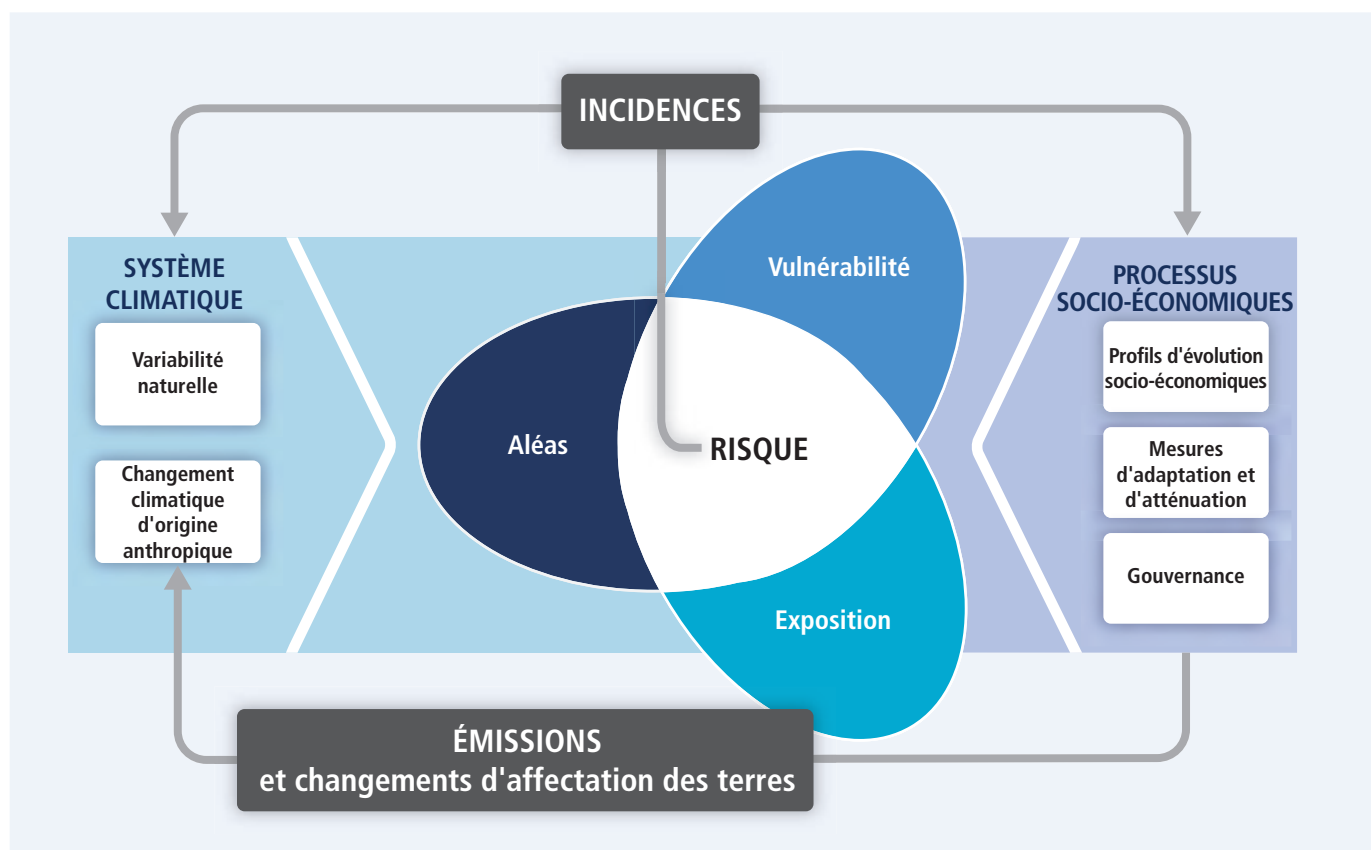 INCIDENCES
SYSTÈME
CLIMATIQUE
Variabilité
naturelle
Changement
climatique
d'origine
anthropique
Vulnérabilité
Aléas
RISQUE
Exposition
PROCESSUS
SOCIO-ÉCONOMIQUES
Profils d'évolution
socio-économiques
Mesures
d'adaptation et
d'atténuation
Gouvernance
ÉMISSIONS
et changements d'affectation des terres